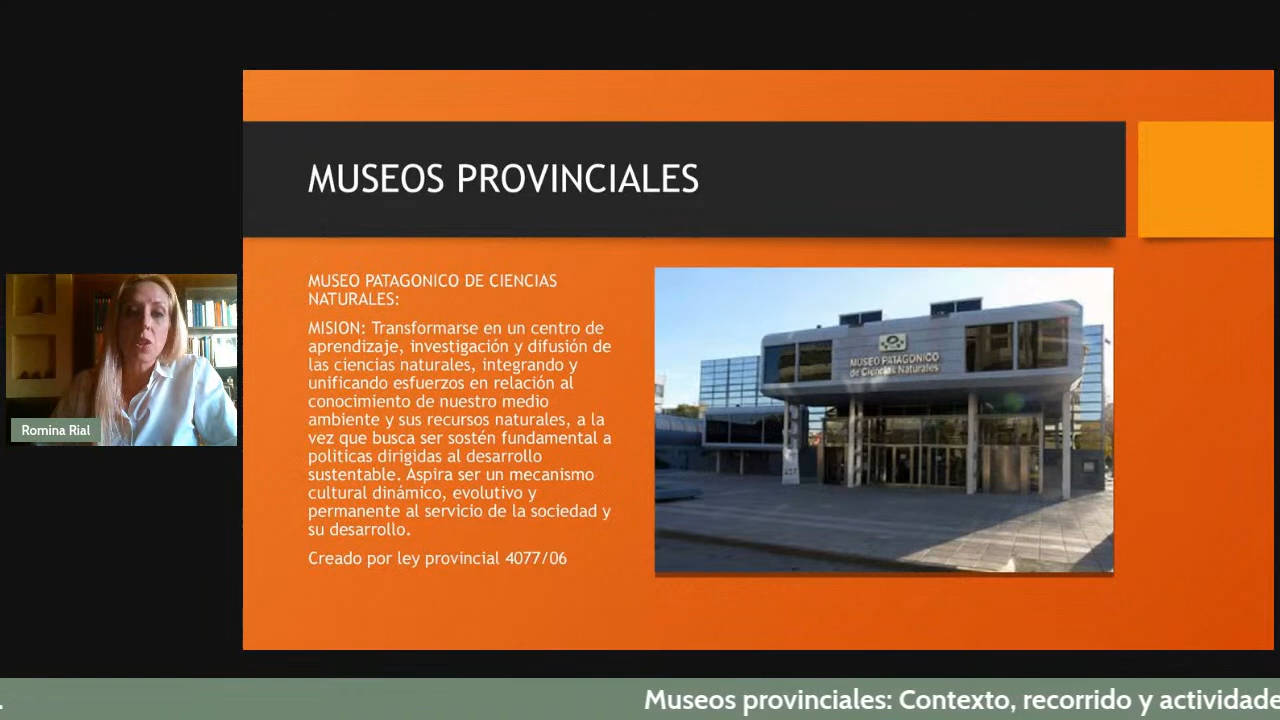 MUSEOS PROVINCIALES
MUSEO PATAGONICO DE CIENCIAS
NATURALES:
MISION: Transformarse en un centro de
aprendizaje, investigación y difusión de
las ciencias naturales, integrando y
unificando esfuerzos en relación al
conocimiento de nuestro medio
ambiente y sus recursos naturales, a la
vez que busca ser sostén fundamental a
politicas dirigidas al desarrollo
sustentable. Aspira ser un mecanismo
cultural dinámico, evolutivo y
permanente al servicio de la sociedad y
su desarrollo.
Creado por ley provincial 4077/06
MUSEO PATAGONICO
de Ciencias Naturales
Romina Rial
.
Museos provinciales: Contexto, recorrido y actividade